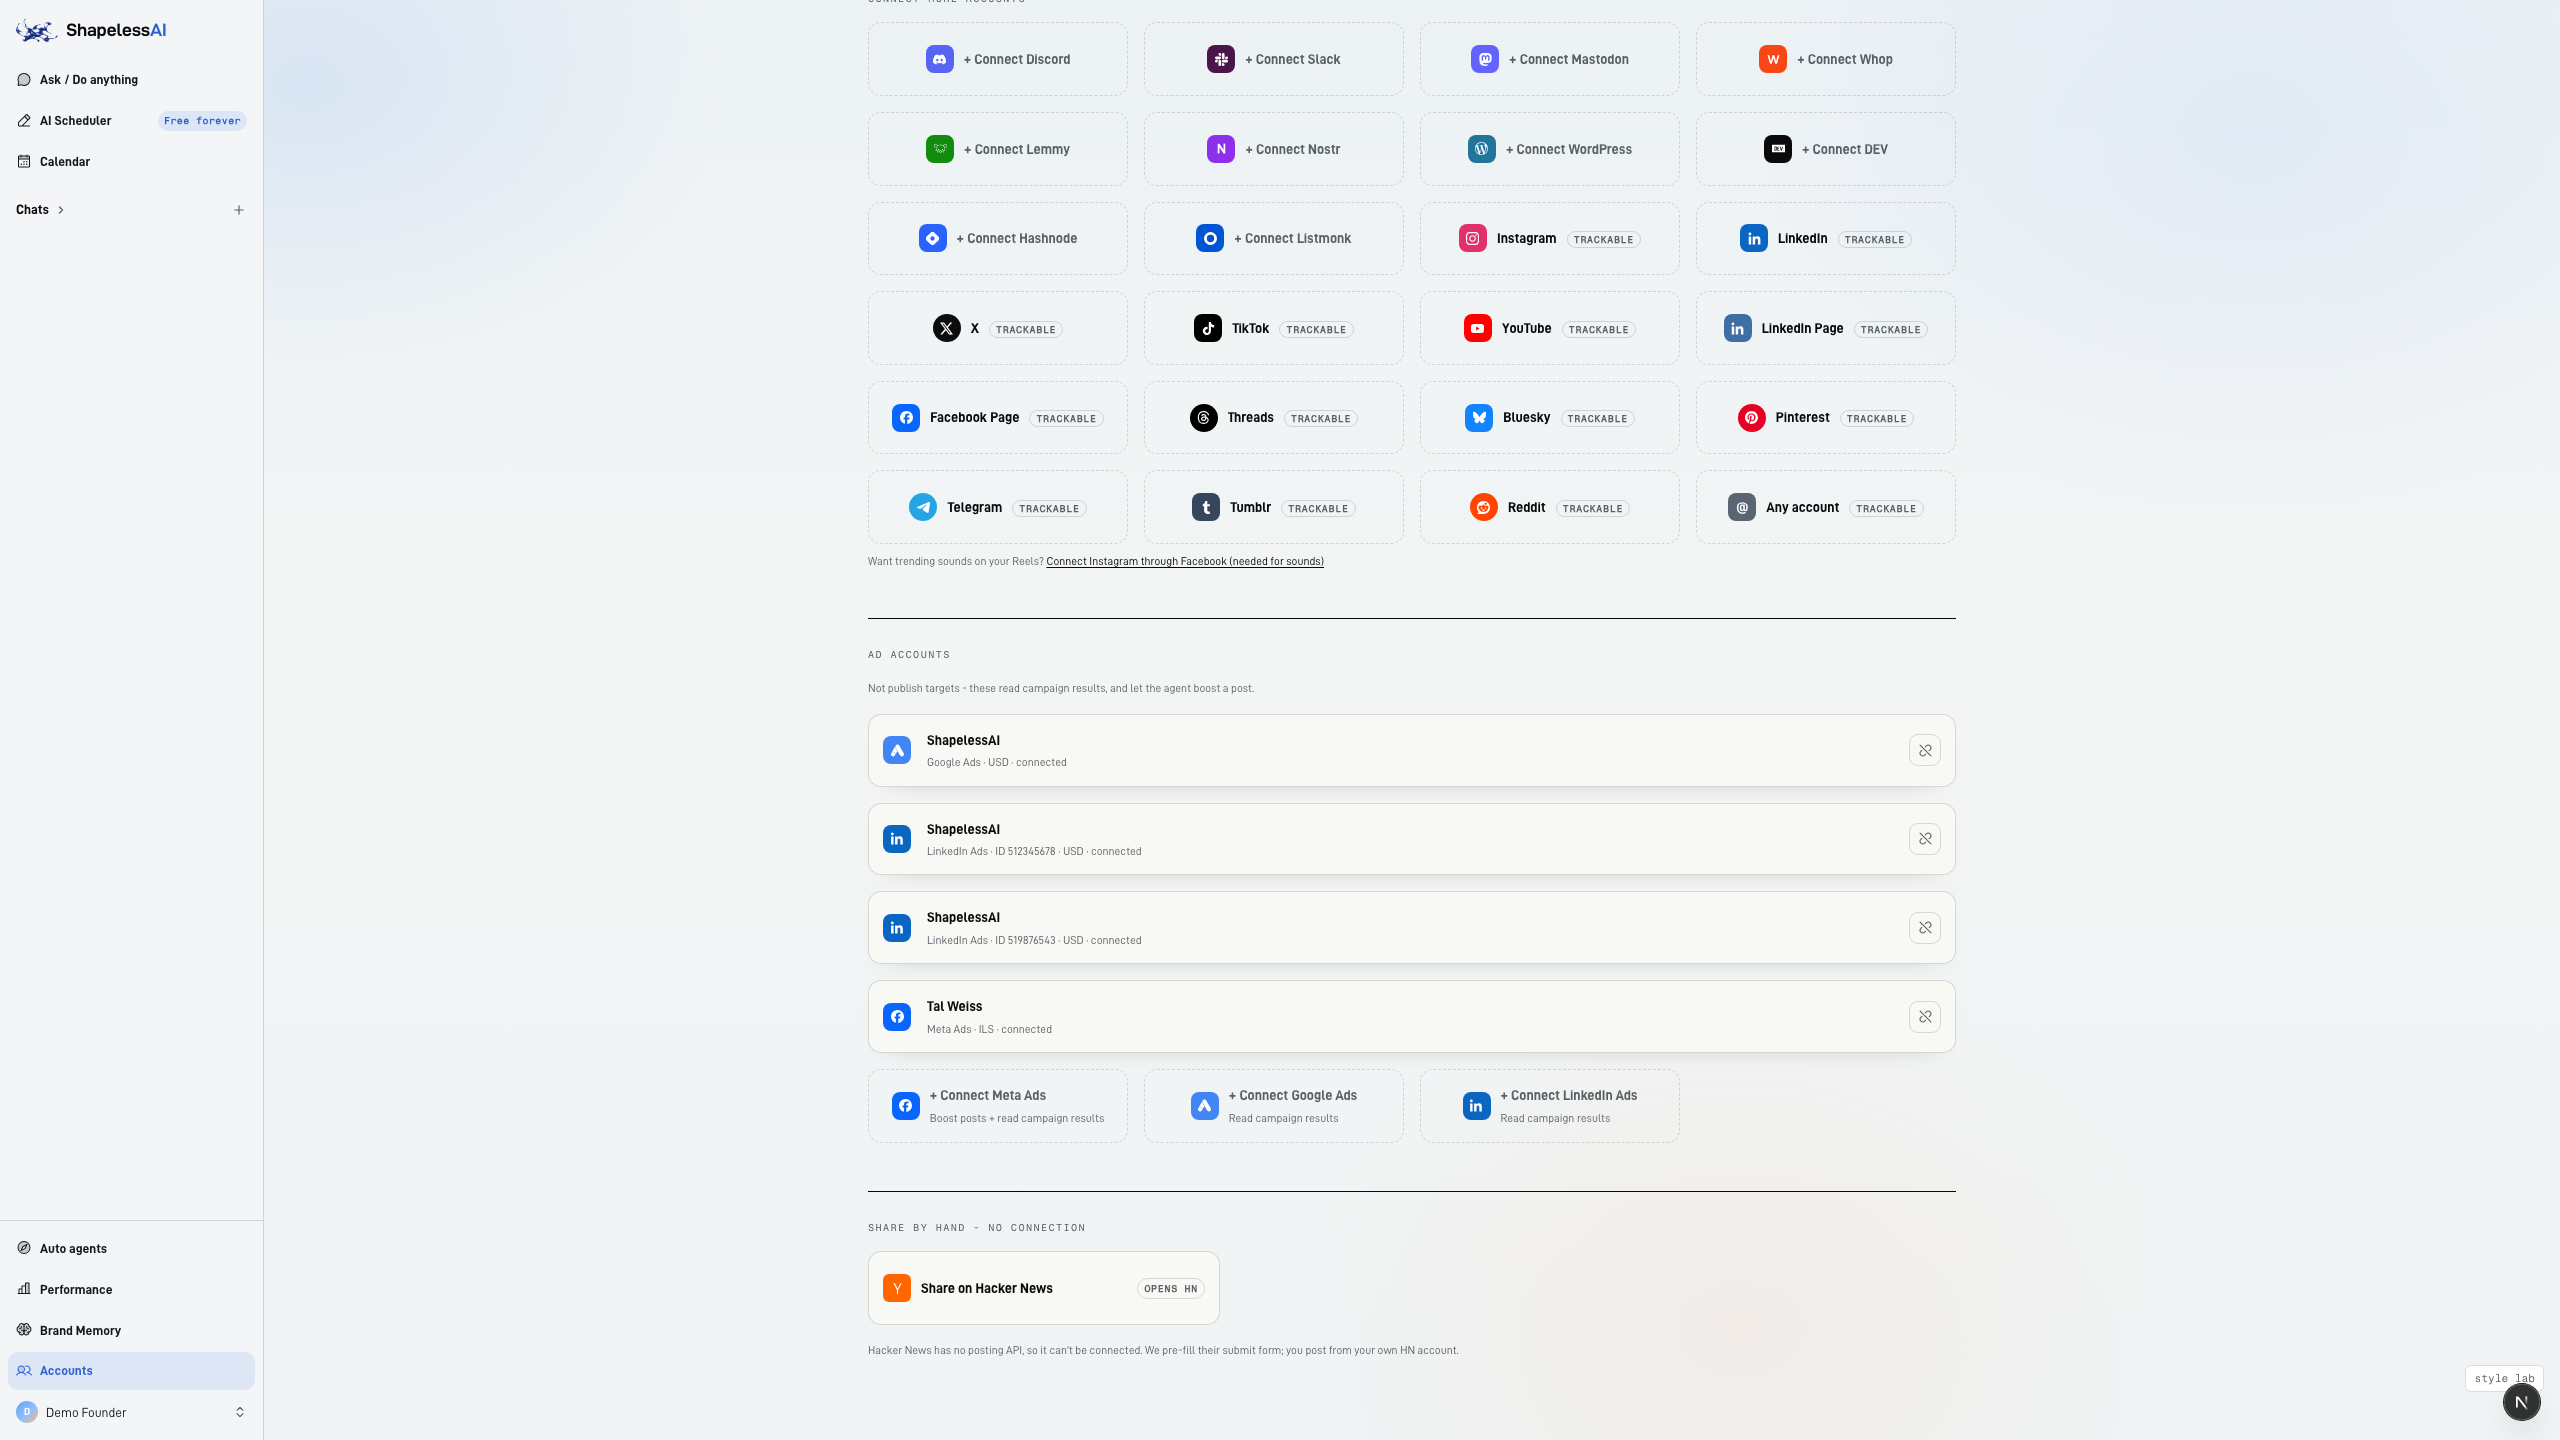 ShapelessAI
Ask / Do anything
AI Scheduler
Free forever
Calendar
Chats
Auto agents
Performance
Brand Memory
Accounts
D
Demo Founder
+ Connect Discord
+ Connect Slack
+ Connect Mastodon
W
+ Connect Whop
+ Connect Lemmy
N
+ Connect Nostr
+ Connect WordPress
DEV
+ Connect DEV
+ Connect Hashnode
+ Connect Listmonk
Instagram TRACKABLE
in
LinkedIn TRACKABLE
X TRACKABLE
TikTok TRACKABLE
YouTube TRACKABLE
in
LinkedIn Page TRACKABLE
Facebook Page TRACKABLE
Threads TRACKABLE
Bluesky TRACKABLE
Pinterest TRACKABLE
Telegram TRACKABLE
t
Tumblr TRACKABLE
Reddit TRACKABLE
@
Any account TRACKABLE
Want trending sounds on your Reels? Connect Instagram through Facebook (needed for sounds)
AD ACCOUNTS
Not publish targets - these read campaign results, and let the agent boost a post.
ShapelessAI
Google Ads · USD · connected
in
ShapelessAI
LinkedIn Ads · ID 512345678 · USD · connected
in
ShapelessAI
LinkedIn Ads · ID 519876543 · USD · connected
Tal Weiss
Meta Ads · ILS · connected
+ Connect Meta Ads
Boost posts + read campaign results
+ Connect Google Ads
Read campaign results
in
+ Connect LinkedIn Ads
Read campaign results
SHARE BY HAND - NO CONNECTION
Y
Share on Hacker News
OPENS HN
Hacker News has no posting API, so it can't be connected. We pre-fill their submit form; you post from your own HN account.
style lab
N